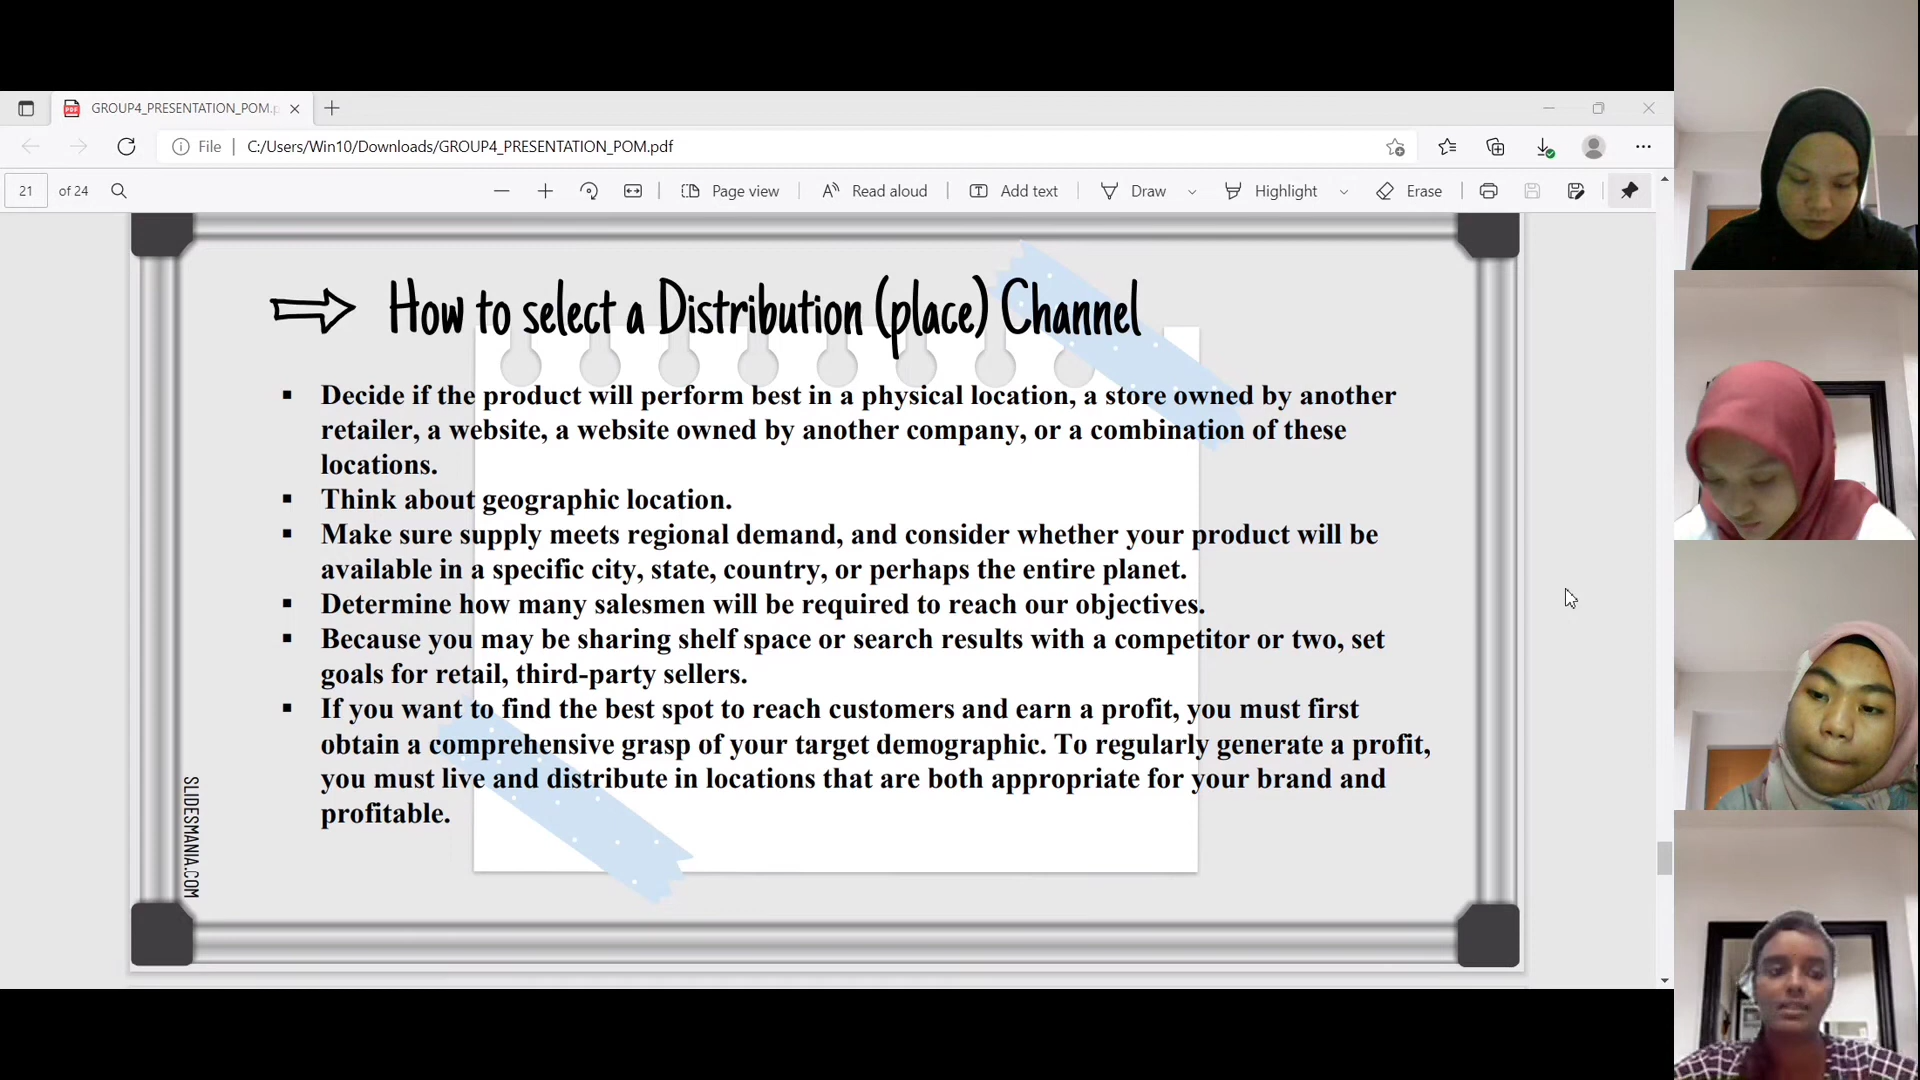 GROUP4_PRESENTATION_POM.p
File
C:/Users/Win10/Downloads/GROUP4_PRESENTATION_POM.pdf
21 of 24
Page view
Read aloud
Add text
Draw
Highlight
Erase
How to select a Distribution (place) Channel
▪ Decide if the product will perform best in a physical location, a store owned by another
retailer, a website, a website owned by another company, or a combination of these
locations.
▪ Think about geographic location.
▪ Make sure supply meets regional demand, and consider whether your product will be
available in a specific city, state, country, or perhaps the entire planet.
▪ Determine how many salesmen will be required to reach our objectives.
▪ Because you may be sharing shelf space or search results with a competitor or two, set
goals for retail, third-party sellers.
▪ If you want to find the best spot to reach customers and earn a profit, you must first
obtain a comprehensive grasp of your target demographic. To regularly generate a profit,
you must live and distribute in locations that are both appropriate for your brand and
profitable.
SLIDESMANIA.COM